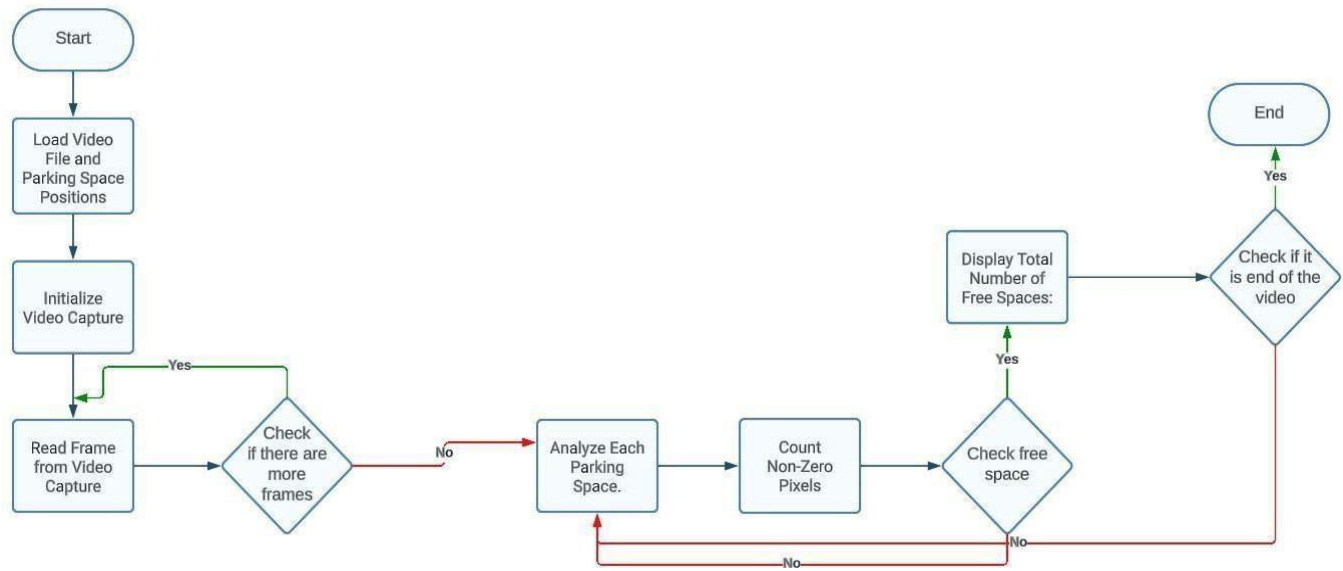 Start
Load Video
File and
Parking Space
Positions
Initialize
Video Capture
Yes
Read Frame
from Video
Capture
Check
if there are
more
frames
No
Analyze Each
Parking
Space.
Count
Non-Zero
Pixels
Check free
space
Yes
No
Display Total
Number of
Free Spaces:
Check if it
is end of the
video
No
Yes
End